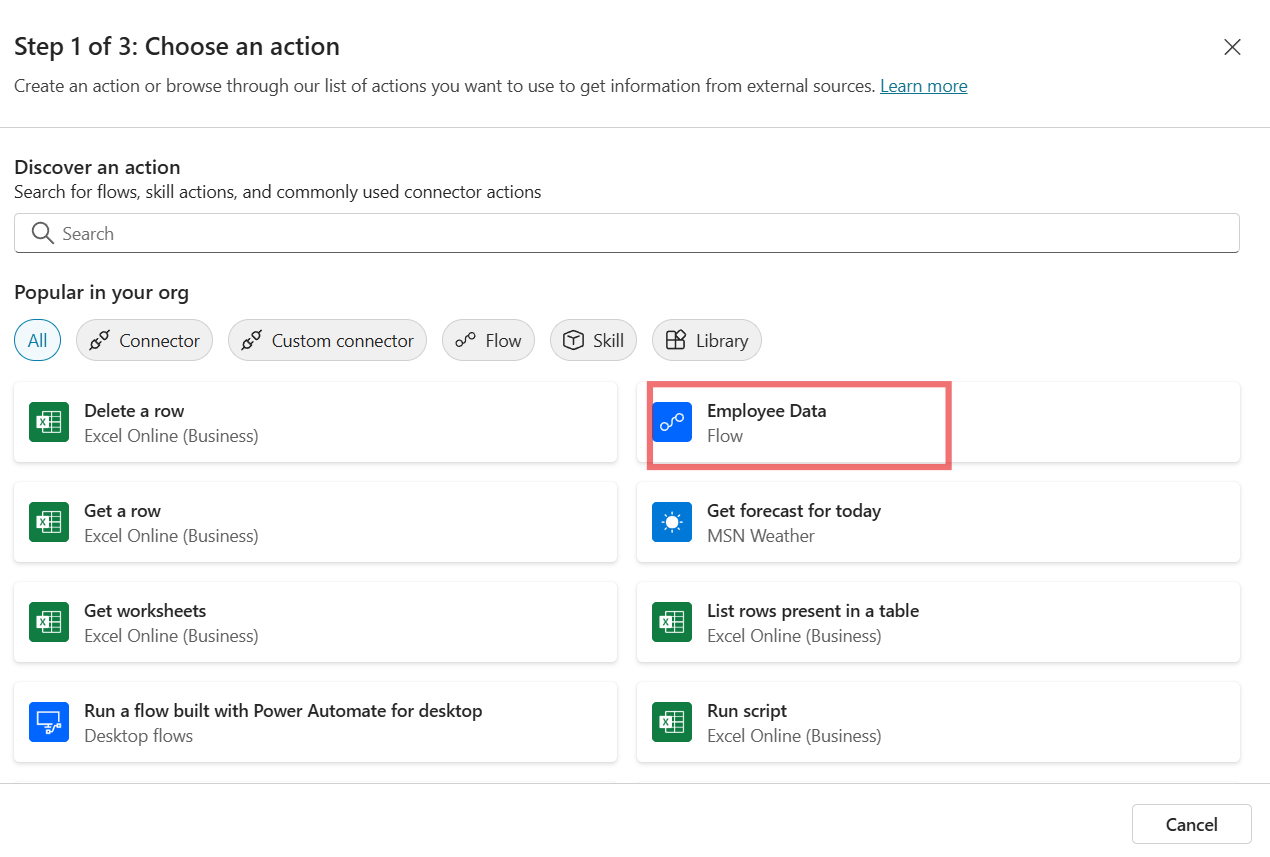 Step 1 of 3: Choose an action
Create an action or browse through our list of actions you want to use to get information from external sources. Learn more
Discover an action
Search for flows, skill actions, and commonly used connector actions
Search
Popular in your org
All
Connector
Custom connector
Flow
Skill
Library
Delete a row
Excel Online (Business)
Employee Data
Flow
Get a row
Excel Online (Business)
Get forecast for today
MSN Weather
Get worksheets
Excel Online (Business)
List rows present in a table
Excel Online (Business)
Run a flow built with Power Automate for desktop
Desktop flows
Run script
Excel Online (Business)
Cancel